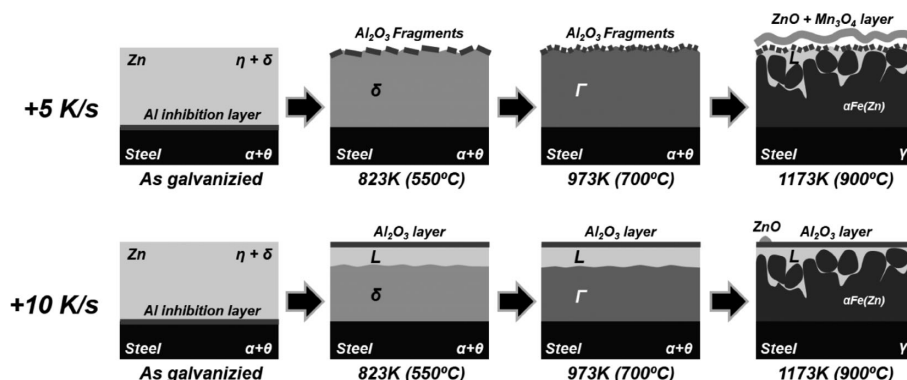 Al₂O₃ Fragments
Al₂O₃ Fragments
ZnO + Mn₃O₄ layer
+5 K/s
Zn
η + δ
Al inhibition layer
Steel
α+θ
As galvanizied
δ
Steel
α+θ
823K (550ºC)
Γ
Steel
α+θ
973K (700ºC)
L
αFe(Zn)
Steel
γ
1173K (900ºC)
Al₂O₃ layer
Al₂O₃ layer
ZnO
Al₂O₃ layer
+10 K/s
Zn
η + δ
Al inhibition layer
Steel
α+θ
As galvanizied
L
δ
Steel
α+θ
823K (550ºC)
L
Γ
Steel
α+θ
973K (700ºC)
L
αFe(Zn)
Steel
γ
1173K (900ºC)